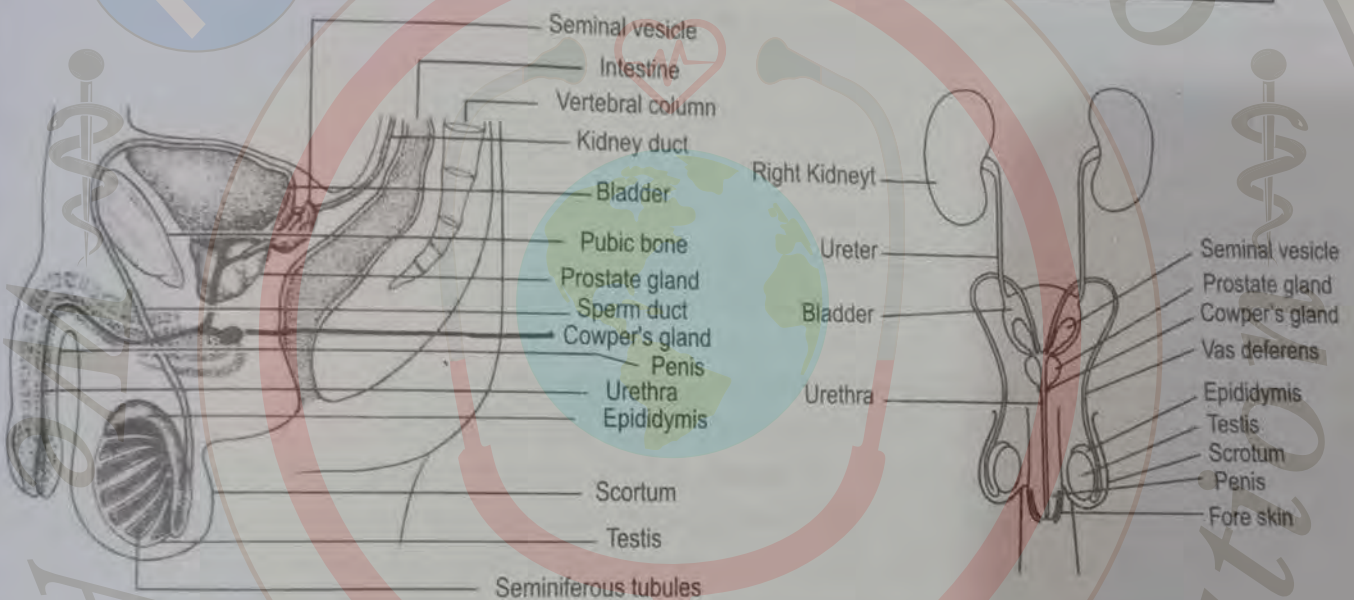 Seminal vesicle
Intestine
Vertebral column
Kidney duct
Bladder
Pubic bone
Prostate gland
Sperm duct
Cowper's gland
Penis
Urethra
Epididymis
Scortum
Testis
Seminiferous tubules
Right Kidneyt
Ureter
Bladder
Urethra
Seminal vesicle
Prostate gland
Cowper's gland
Vas deferens
Epididymis
Testis
Scrotum
Penis
Fore skin